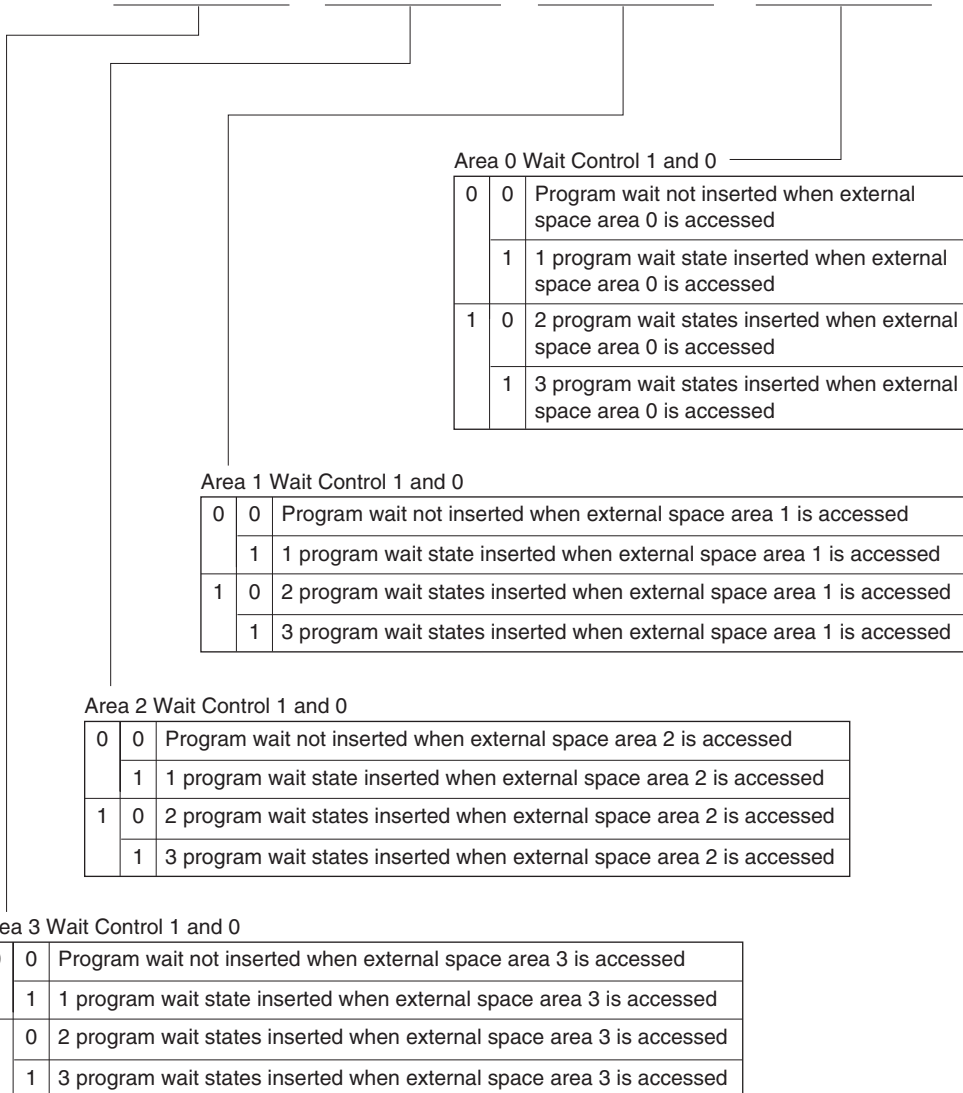 Area 0 Wait Control 1 and 0
0 0 Program wait not inserted when external
space area 0 is accessed
1 1 program wait state inserted when external
space area 0 is accessed
1 0 2 program wait states inserted when external
space area 0 is accessed
1 3 program wait states inserted when external
space area 0 is accessed
Area 1 Wait Control 1 and 0
0 0 Program wait not inserted when external space area 1 is accessed
1 1 program wait state inserted when external space area 1 is accessed
1 0 2 program wait states inserted when external space area 1 is accessed
1 3 program wait states inserted when external space area 1 is accessed
Area 2 Wait Control 1 and 0
0 0 Program wait not inserted when external space area 2 is accessed
1 1 program wait state inserted when external space area 2 is accessed
1 0 2 program wait states inserted when external space area 2 is accessed
1 3 program wait states inserted when external space area 2 is accessed
ea 3 Wait Control 1 and 0
0 Program wait not inserted when external space area 3 is accessed
1 1 program wait state inserted when external space area 3 is accessed
0 2 program wait states inserted when external space area 3 is accessed
1 3 program wait states inserted when external space area 3 is accessed